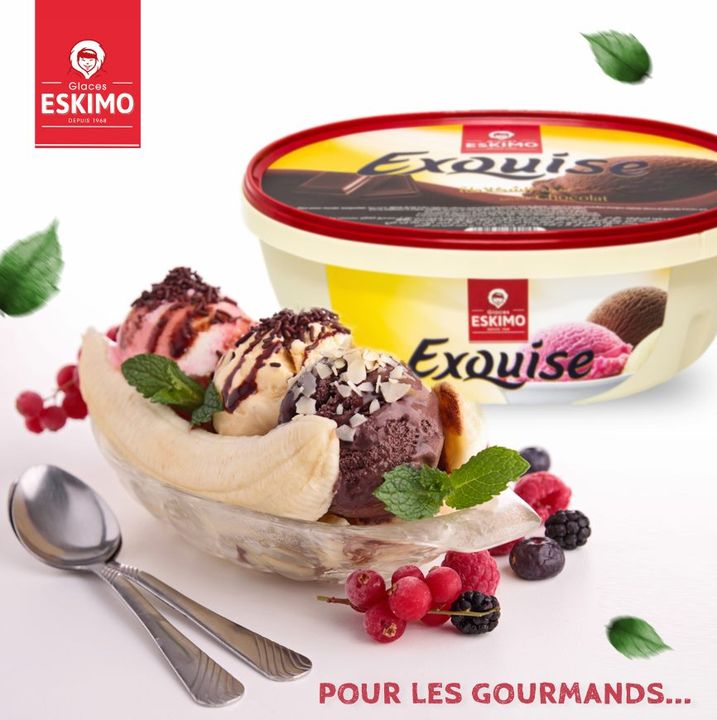 Glaces
ESKIMO
DEPUIS 1968
ESKIMO
Exquise
Chocolat
Glaces
ESKIMO
Exquise
POUR LES GOURMANDS...